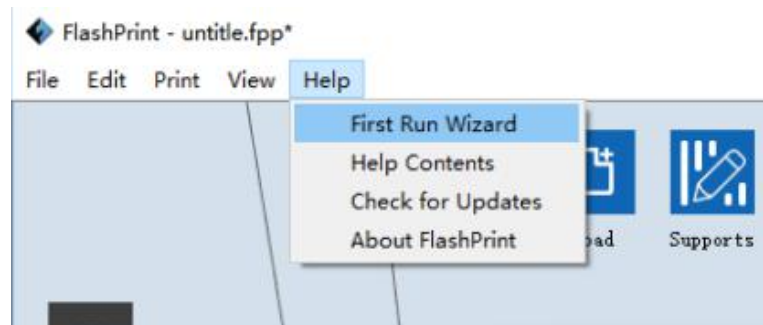 FlashPrint - untitle.fpp*
File Edit Print View Help
First Run Wizard
Help Contents
Check for Updates
About FlashPrint
Supports